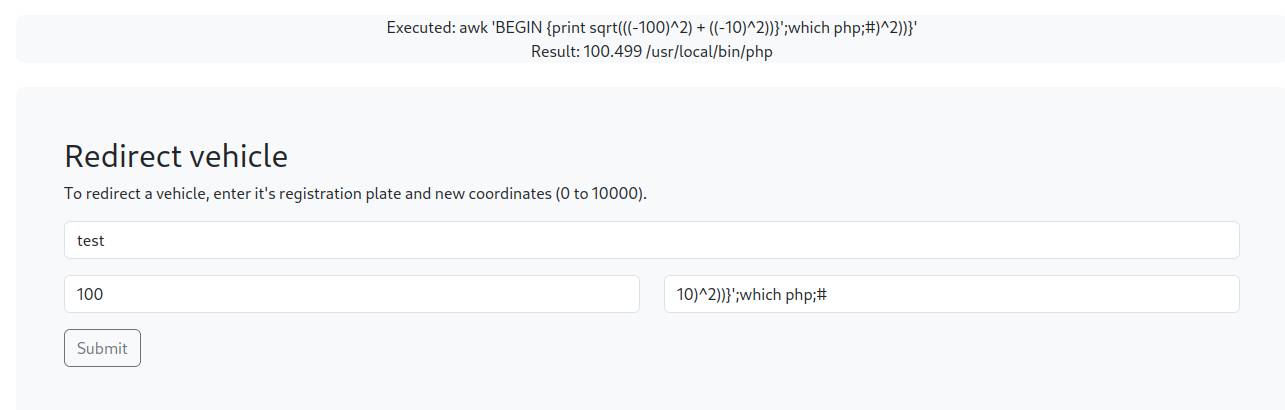 Executed: awk 'BEGIN {print sqrt(((-100)^2) + ((-10)^2))}';which php;#)^2))}'
Result: 100.499 /usr/local/bin/php
Redirect vehicle
To redirect a vehicle, enter it's registration plate and new coordinates (0 to 10000).
test
100
10)^2))}';which php;#
Submit